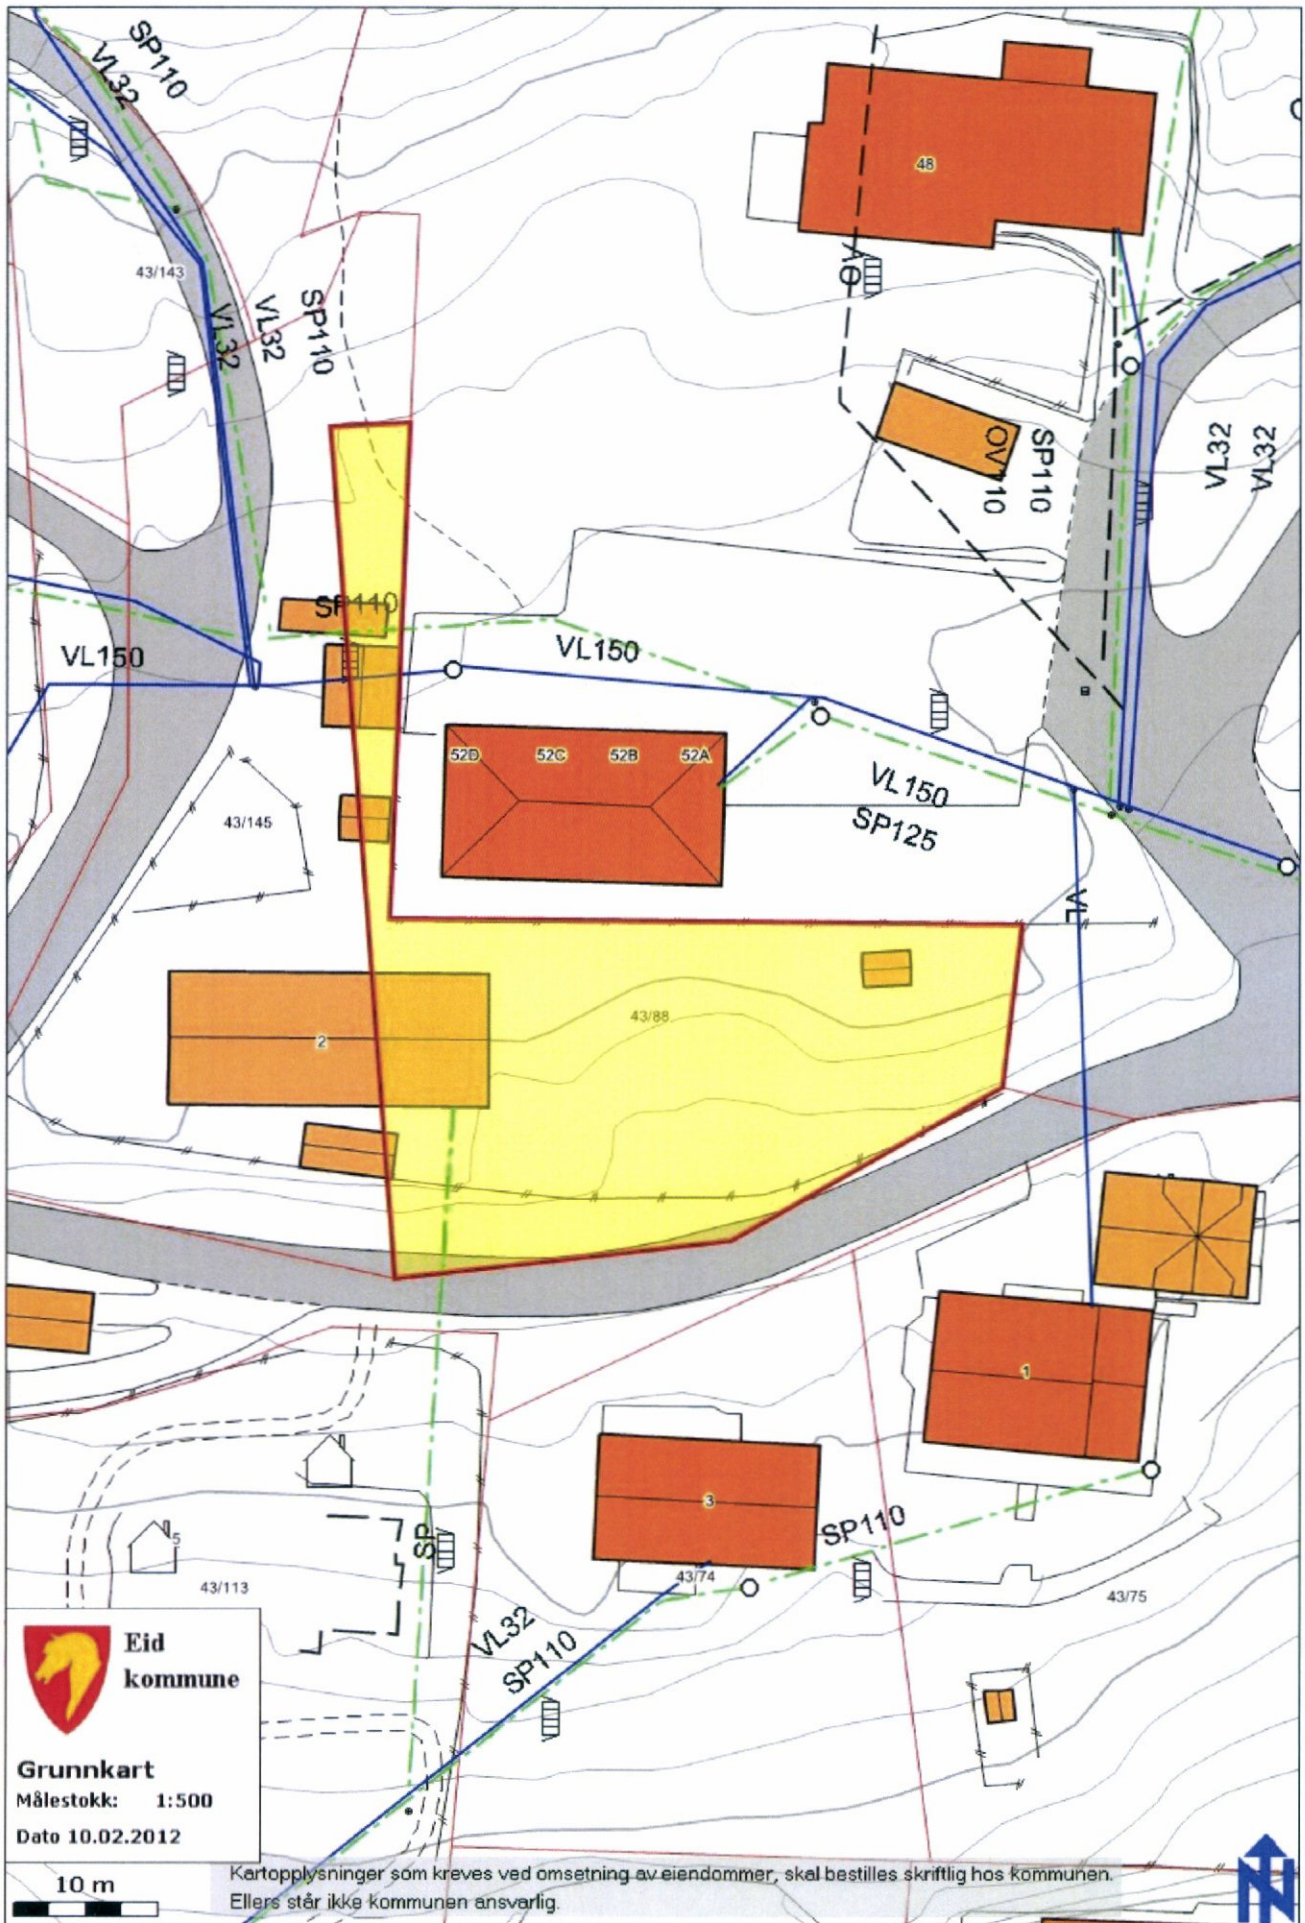 SP110
VL32
48
43/143
AØ
VL32
VL32
SP110
OV110
SP110
VL32
VL32
SP110
VL150
VL150
52D 52C 52B 52A
VL150
SP125
43/145
VL
43/88
2
1
3
SP110
SP
5
43/74
43/113
43/75
VL32
SP110
Eid
kommune
Grunnkart
Målestokk: 1:500
Dato 10.02.2012
10 m
Kartopplysninger som kreves ved omsetning av eiendommer, skal bestilles skriftlig hos kommunen.
Ellers står ikke kommunen ansvarlig.
N